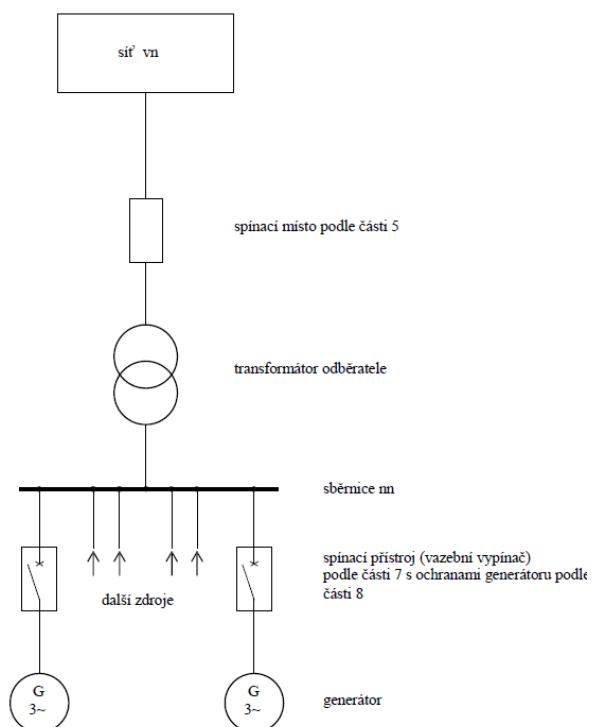 síť vn
spínací místo podle části 5
transformátor odběratele
sběrnice nn
spínací přístroj (vazební vypínač)
podle části 7 s ochranami generátoru podle
části 8
další zdroje
G
3~
G
3~
generátor